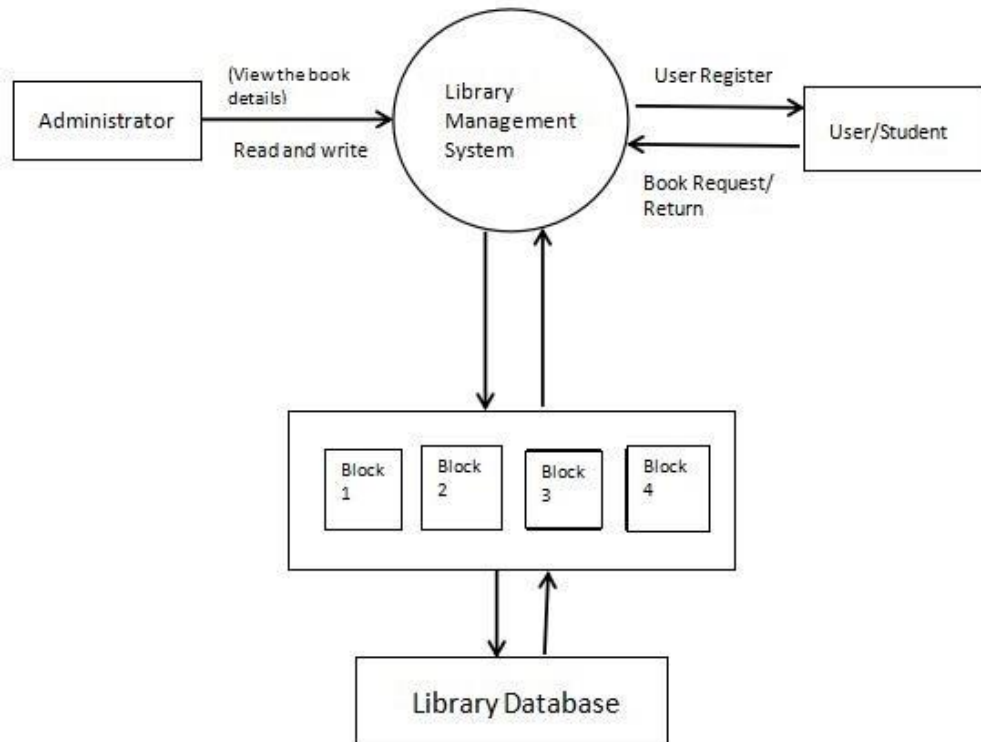 Administrator
(View the book
details)
Read and write
Library
Management
System
User Register
Book Request/
Return
User/Student
Block
1
Block
2
Block
3
Block
4
Library Database